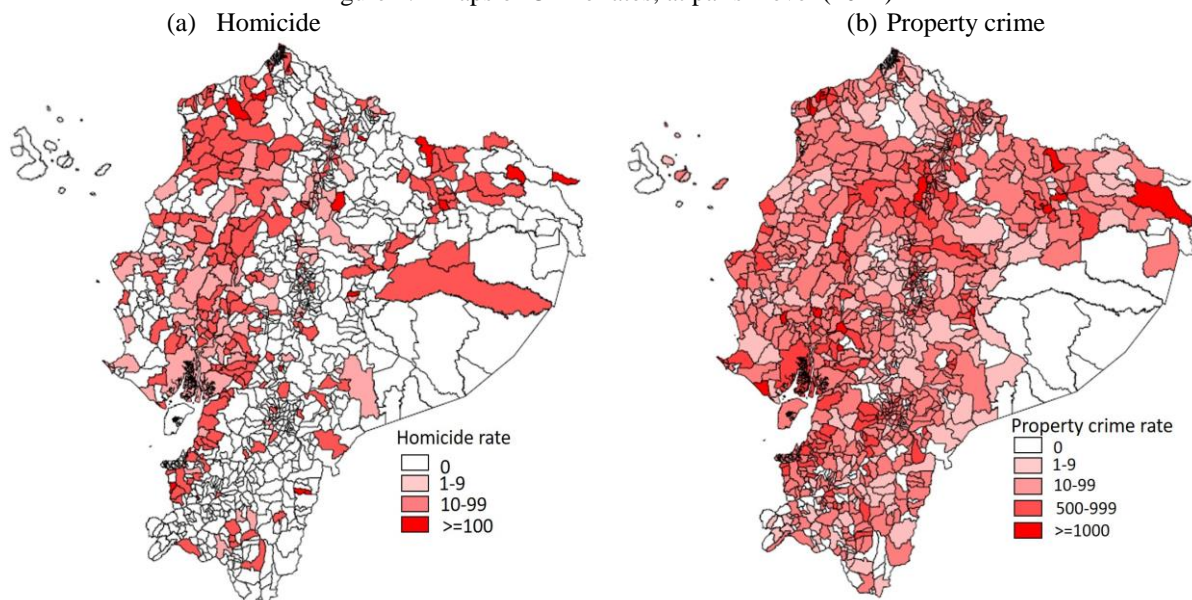 (a) Homicide
(b) Property crime
Homicide rate
0
1-9
10-99
>=100
Property crime rate
0
1-9
10-99
500-999
>=1000